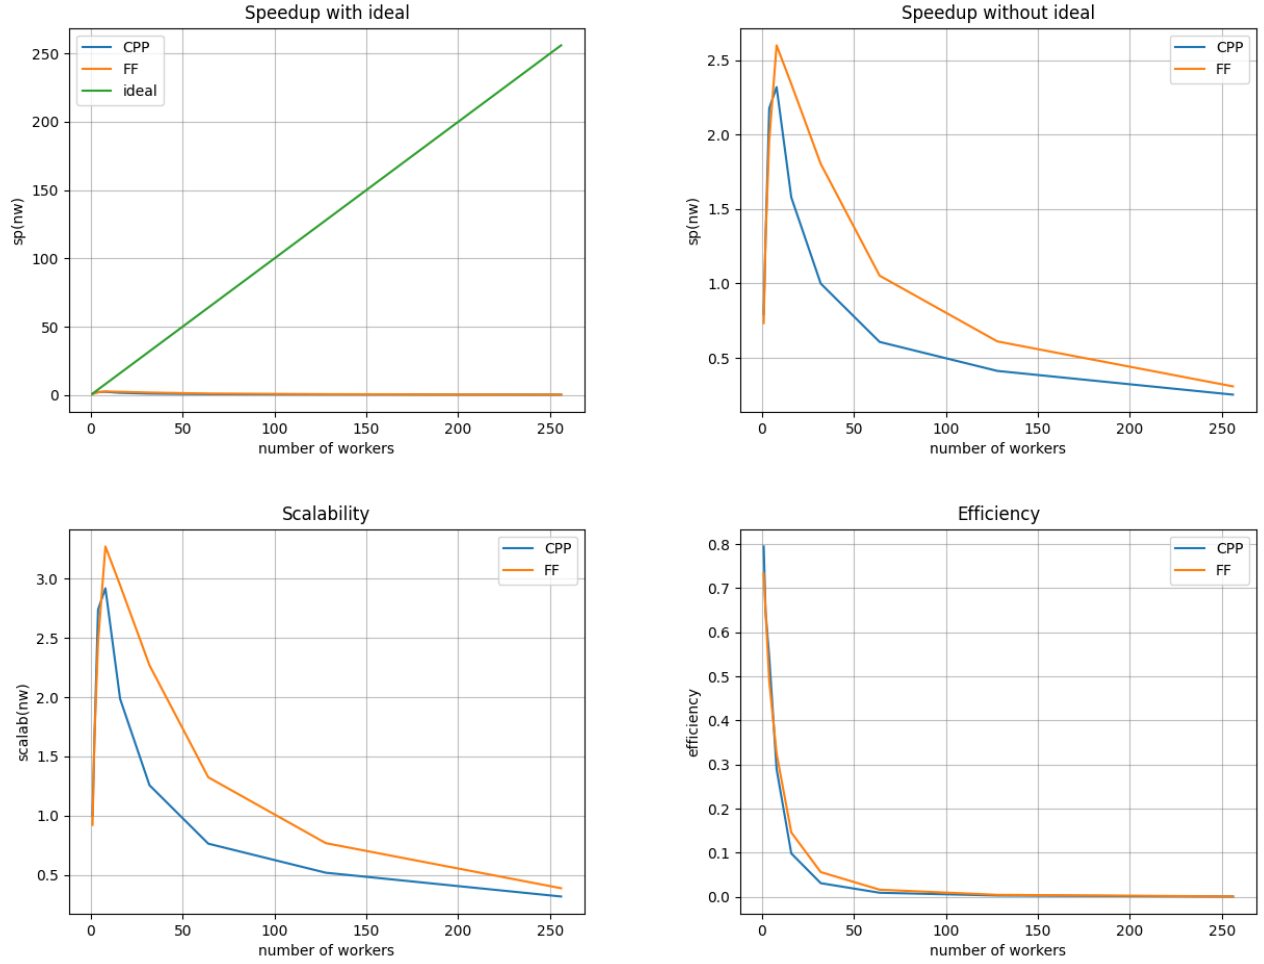 Speedup with ideal
CPP
FF
ideal
250
200
150
100
50
0
sp(nw)
0 50 100 150 200 250
number of workers
Speedup without ideal
CPP
FF
2.5
2.0
1.5
1.0
0.5
sp(nw)
0 50 100 150 200 250
number of workers
Scalability
CPP
FF
3.0
2.5
2.0
1.5
1.0
0.5
scalab(nw)
0 50 100 150 200 250
number of workers
Efficiency
CPP
FF
0.8
0.7
0.6
0.5
0.4
0.3
0.2
0.1
0.0
efficiency
0 50 100 150 200 250
number of workers